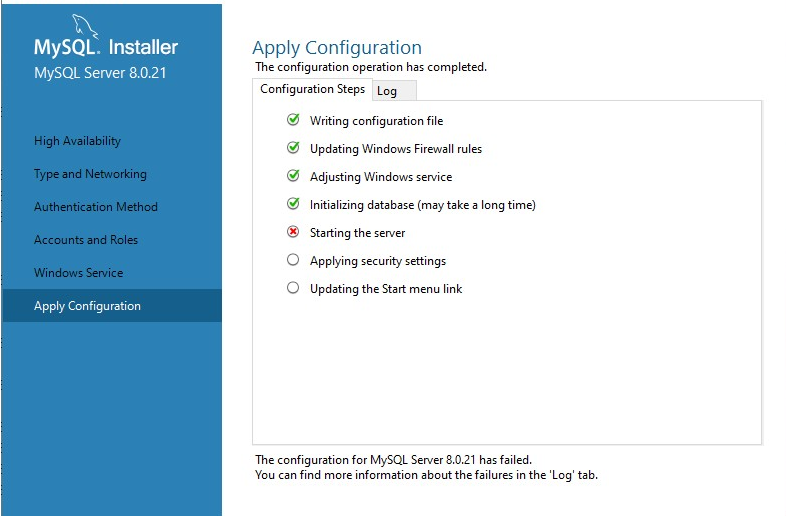 MySQL. Installer
MySQL Server 8.0.21
High Availability
Type and Networking
Authentication Method
Accounts and Roles
Windows Service
Apply Configuration
Apply Configuration
The configuration operation has completed.
Configuration Steps
Log
Writing configuration file
Updating Windows Firewall rules
Adjusting Windows service
Initializing database (may take a long time)
Starting the server
Applying security settings
Updating the Start menu link
The configuration for MySQL Server 8.0.21 has failed.
You can find more information about the failures in the 'Log' tab.